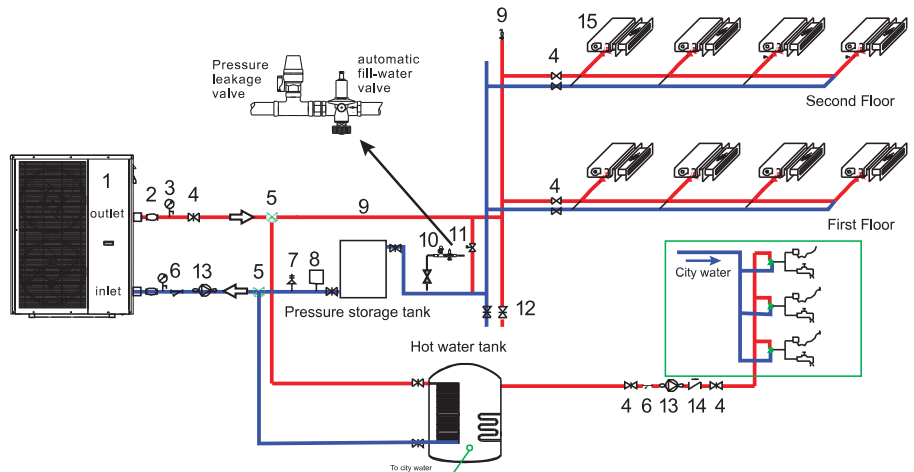 9
15
Pressure
leakage
valve
automatic
fill-water
valve
4
Second Floor
1
2
3
4
5
9
outlet
4
First Floor
10
11
City water
6
13
5
7
8
inlet
Pressure storage tank
12
Hot water tank
4
6
13
14
4
To city water